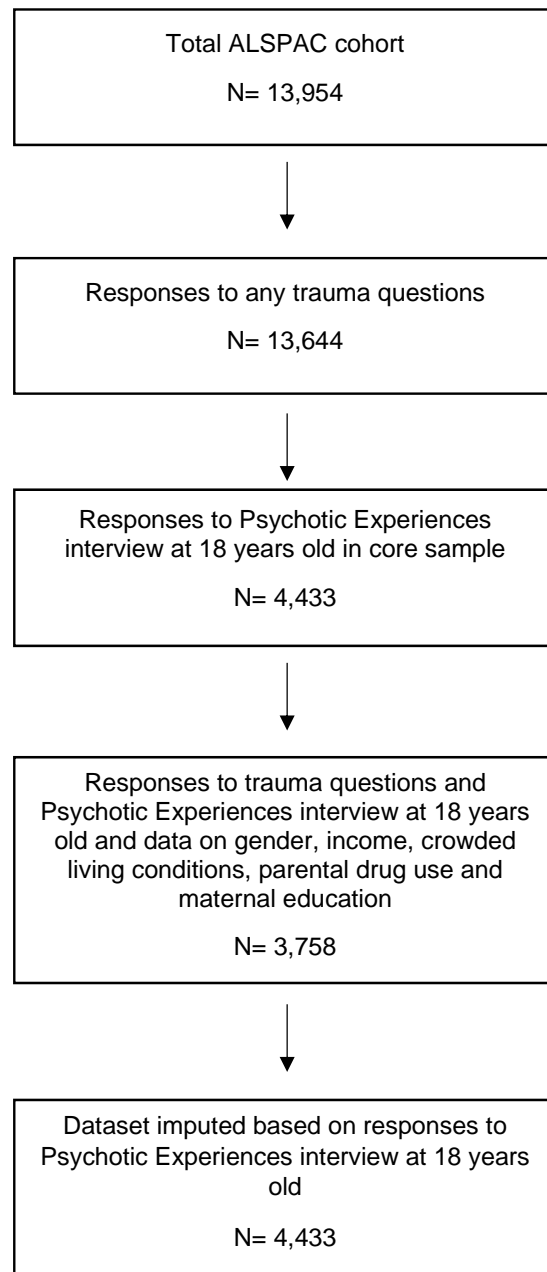 Total ALSPAC cohort
N= 13,954
Responses to any trauma questions
N= 13,644
Responses to Psychotic Experiences
interview at 18 years old in core sample
N= 4,433
Responses to trauma questions and
Psychotic Experiences interview at 18 years
old and data on gender, income, crowded
living conditions, parental drug use and
maternal education
N= 3,758
Dataset imputed based on responses to
Psychotic Experiences interview at 18 years
old
N= 4,433